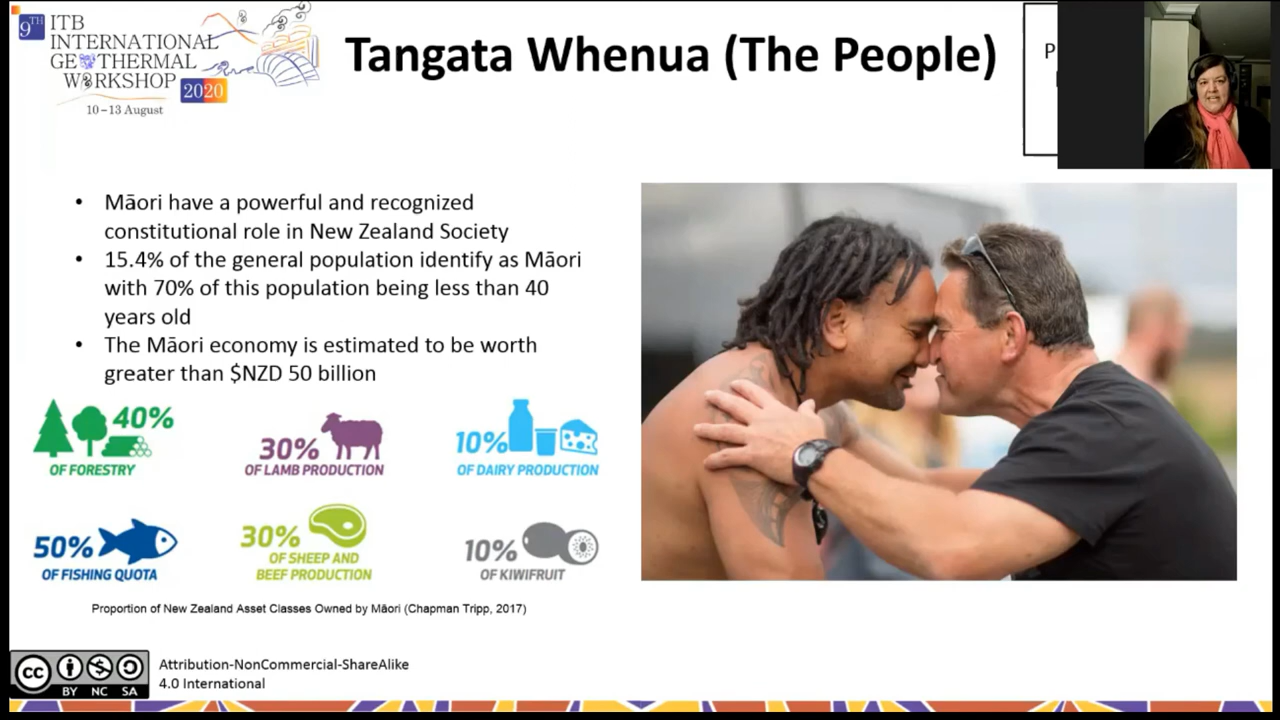 9TH
ITB
INTERNATIONAL
GEOTHERMAL
WORKSHOP
2020
10 – 13 August
Tangata Whenua (The People)
P
• Māori have a powerful and recognized
constitutional role in New Zealand Society
• 15.4% of the general population identify as Māori
with 70% of this population being less than 40
years old
• The Māori economy is estimated to be worth
greater than $NZD 50 billion
40%
OF FORESTRY
30%
OF LAMB PRODUCTION
10%
OF DAIRY PRODUCTION
50%
OF FISHING QUOTA
30%
OF SHEEP AND
BEEF PRODUCTION
10%
OF KIWIFRUIT
Proportion of New Zealand Asset Classes Owned by Māori (Chapman Tripp, 2017)
cc
BY NC SA
Attribution-NonCommercial-ShareAlike
4.0 International